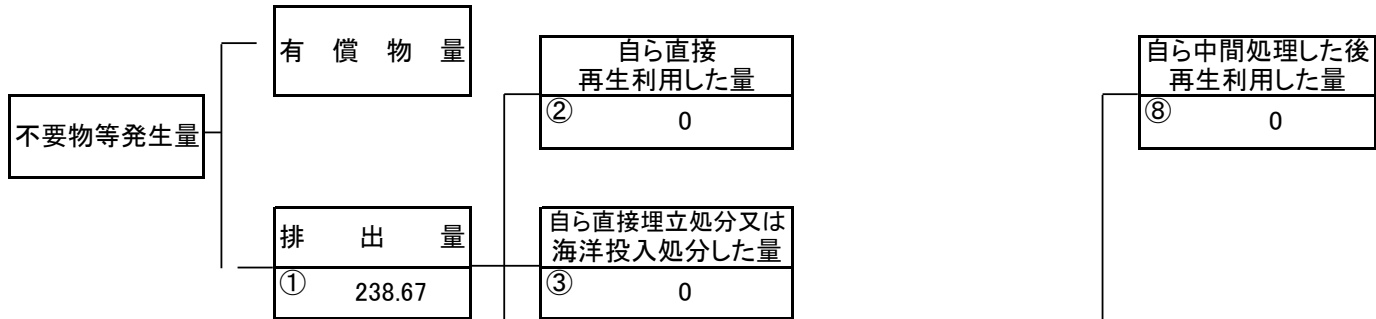 有償物量
自ら直接
再生利用した量
② 0
自ら中間処理した後
再生利用した量
⑧ 0
不要物等発生量
排出量
① 238.67
自ら直接埋立処分又は
海洋投入処分した量
③ 0